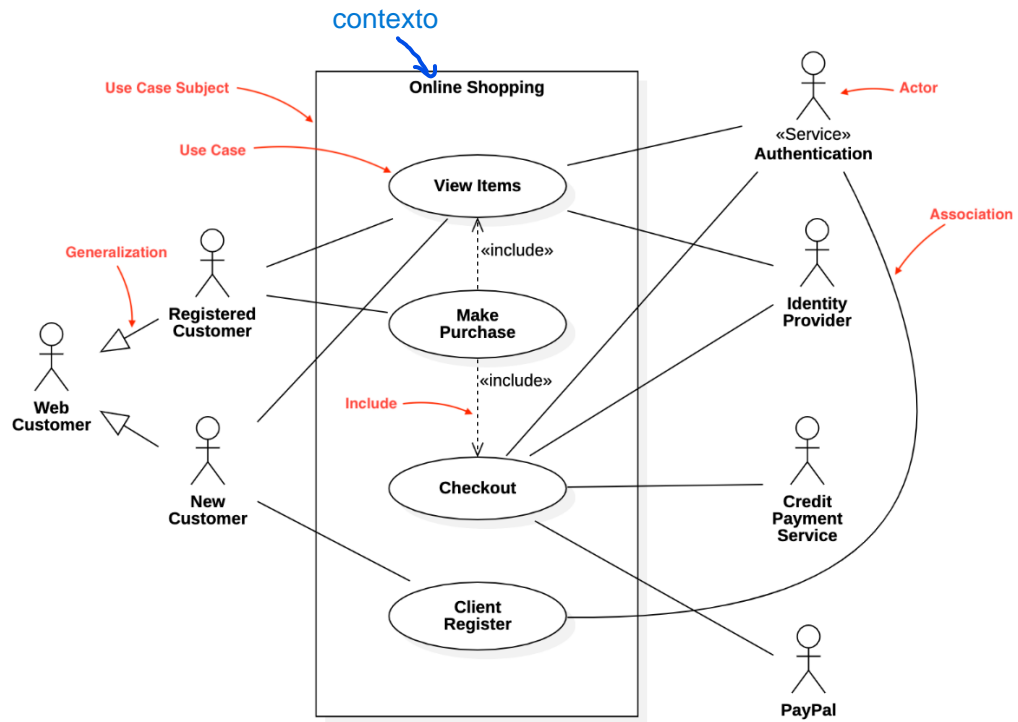 contexto
Online Shopping
Use Case Subject
Actor
«Service»
Authentication
Use Case
View Items
Association
Generalization
«include»
Registered
Customer
Make
Purchase
Identity
Provider
«include»
Web
Customer
Include
Checkout
New
Customer
Credit
Payment
Service
Client
Register
PayPal